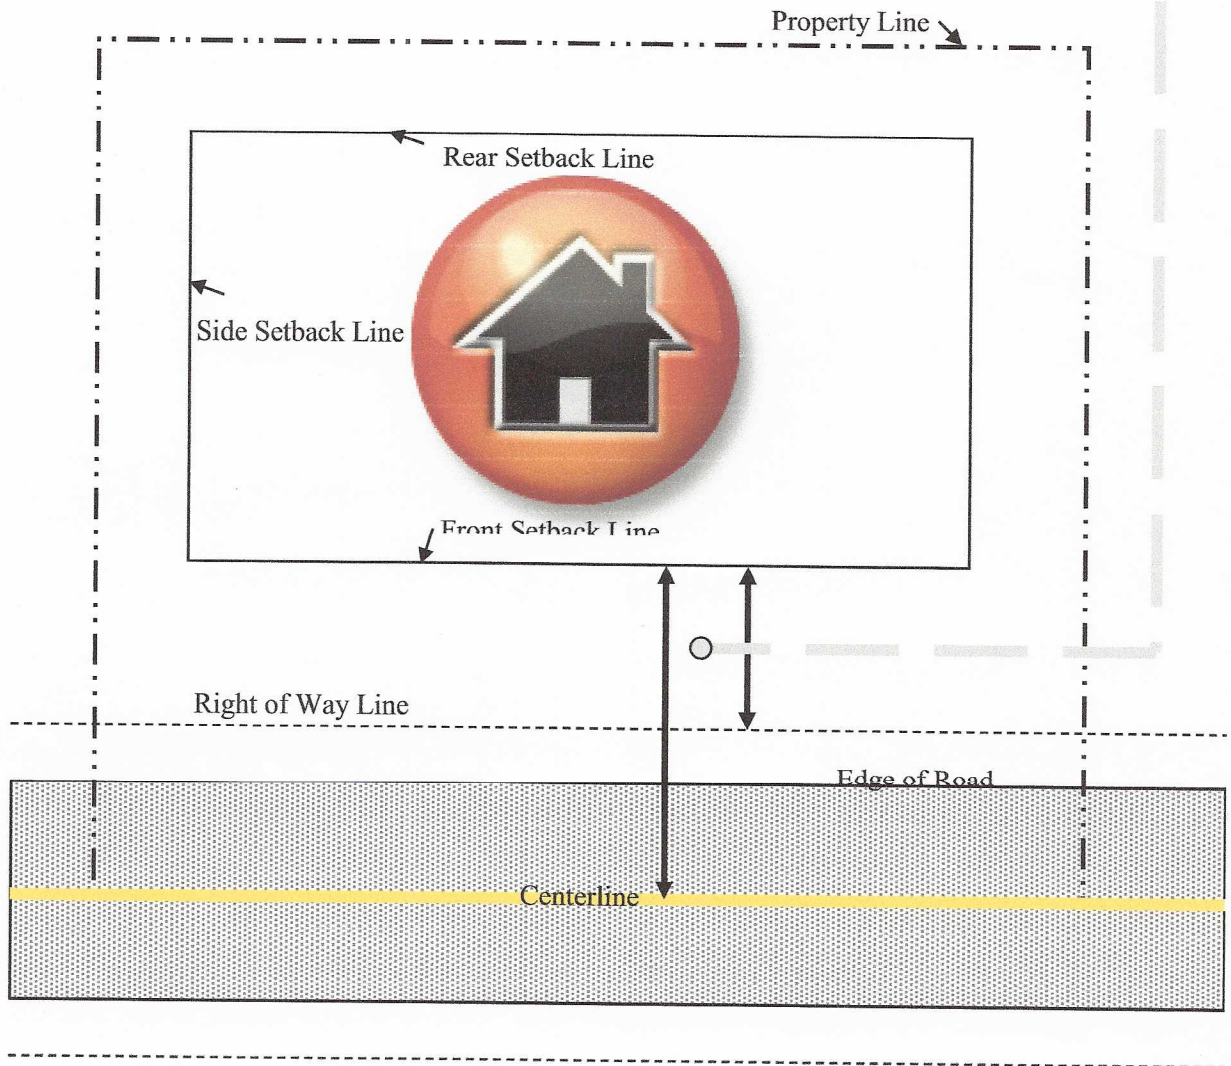 Property Line
Rear Setback Line
Side Setback Line
Front Setback Line
Right of Way Line
Edge of Road
Centerline